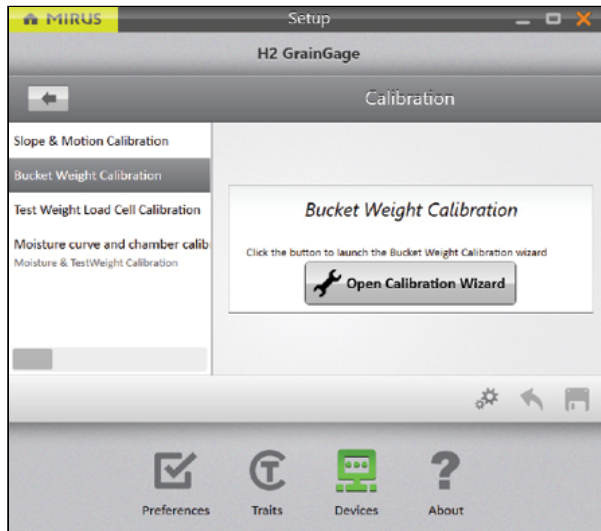 MIRUS
Setup
H2 GrainGage
Calibration
Slope & Motion Calibration
Bucket Weight Calibration
Test Weight Load Cell Calibration
Moisture curve and chamber calib
Moisture & TestWeight Calibration
Bucket Weight Calibration
Click the button to launch the Bucket Weight Calibration wizard
Open Calibration Wizard
Preferences
Traits
Devices
About